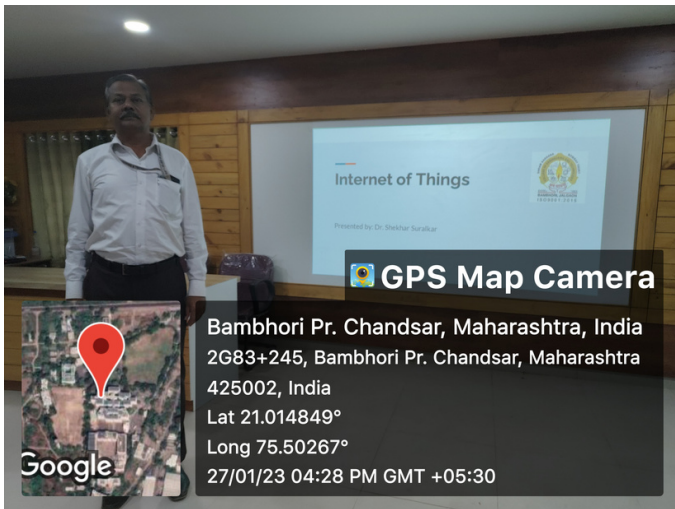 Internet of Things
Presented by: Dr. Shekhar Suralkar
GPS Map Camera
Bambhori Pr. Chandsar, Maharashtra, India
2G83+245, Bambhori Pr. Chandsar, Maharashtra
425002, India
Lat 21.014849°
Long 75.50267°
27/01/23 04:28 PM GMT +05:30
Google